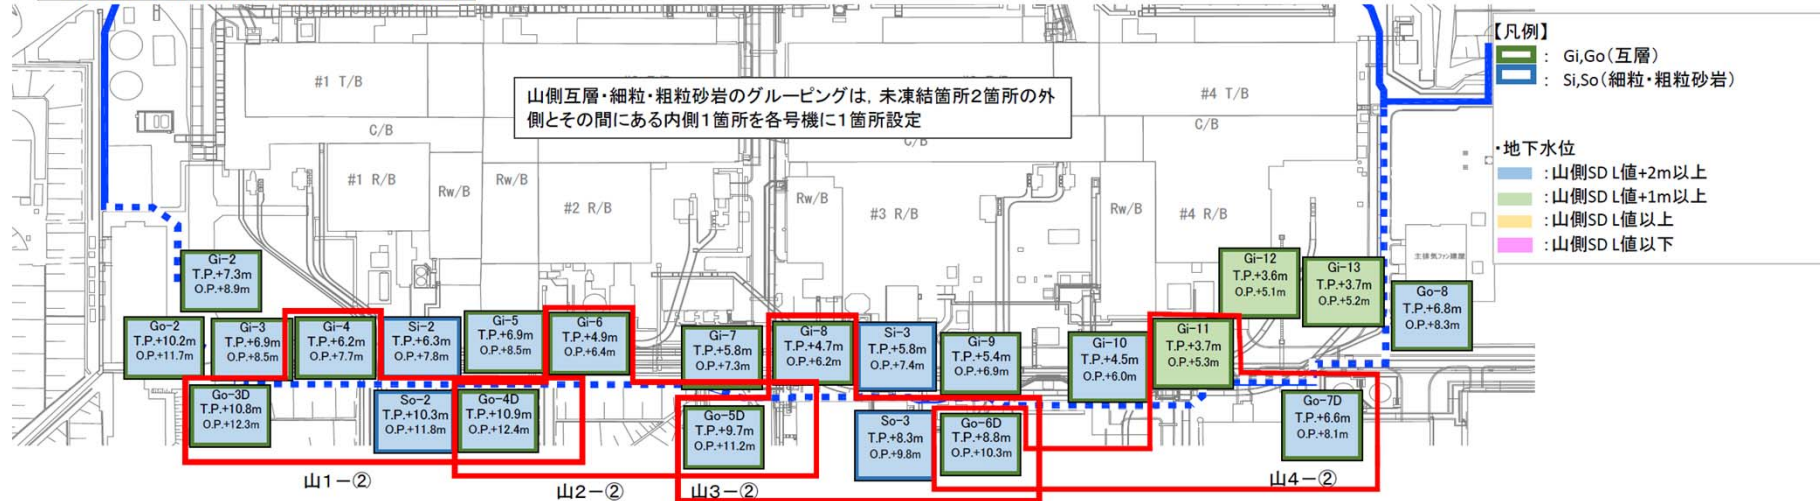 #1 T/B
#4 T/B
山側互層・細粒・粗粒砂岩のグルーピングは，未凍結箇所2箇所の外
側とその間にある内側1箇所を各号機に1箇所設定
C/B
C/B
C/B
#1 R/B
Rw/B
Rw/B
#2 R/B
Rw/B
#3 R/B
Rw/B
#4 R/B
主排気ファン建屋
【凡例】
： Gi,Go（互層）
： Si,So（細粒・粗粒砂岩）
・地下水位
：山側SD L値+2m以上
：山側SD L値+1m以上
：山側SD L値以上
：山側SD L値以下
Gi-2
T.P.+7.3m
O.P.+8.9m
Gi-12
T.P.+3.6m
O.P.+5.1m
Gi-13
T.P.+3.7m
O.P.+5.2m
Go-8
T.P.+6.8m
O.P.+8.3m
Go-2
T.P.+10.2m
O.P.+11.7m
Gi-3
T.P.+6.9m
O.P.+8.5m
Gi-4
T.P.+6.2m
O.P.+7.7m
Si-2
T.P.+6.3m
O.P.+7.8m
Gi-5
T.P.+6.9m
O.P.+8.5m
Gi-6
T.P.+4.9m
O.P.+6.4m
Gi-7
T.P.+5.8m
O.P.+7.3m
Gi-8
T.P.+4.7m
O.P.+6.2m
Si-3
T.P.+5.8m
O.P.+7.4m
Gi-9
T.P.+5.4m
O.P.+6.9m
Gi-10
T.P.+4.5m
O.P.+6.0m
Gi-11
T.P.+3.7m
O.P.+5.3m
Go-3D
T.P.+10.8m
O.P.+12.3m
So-2
T.P.+10.3m
O.P.+11.8m
Go-4D
T.P.+10.9m
O.P.+12.4m
Go-5D
T.P.+9.7m
O.P.+11.2m
So-3
T.P.+8.3m
O.P.+9.8m
Go-6D
T.P.+8.8m
O.P.+10.3m
Go-7D
T.P.+6.6m
O.P.+8.1m
山1－②
山2－②
山3－②
山4－②